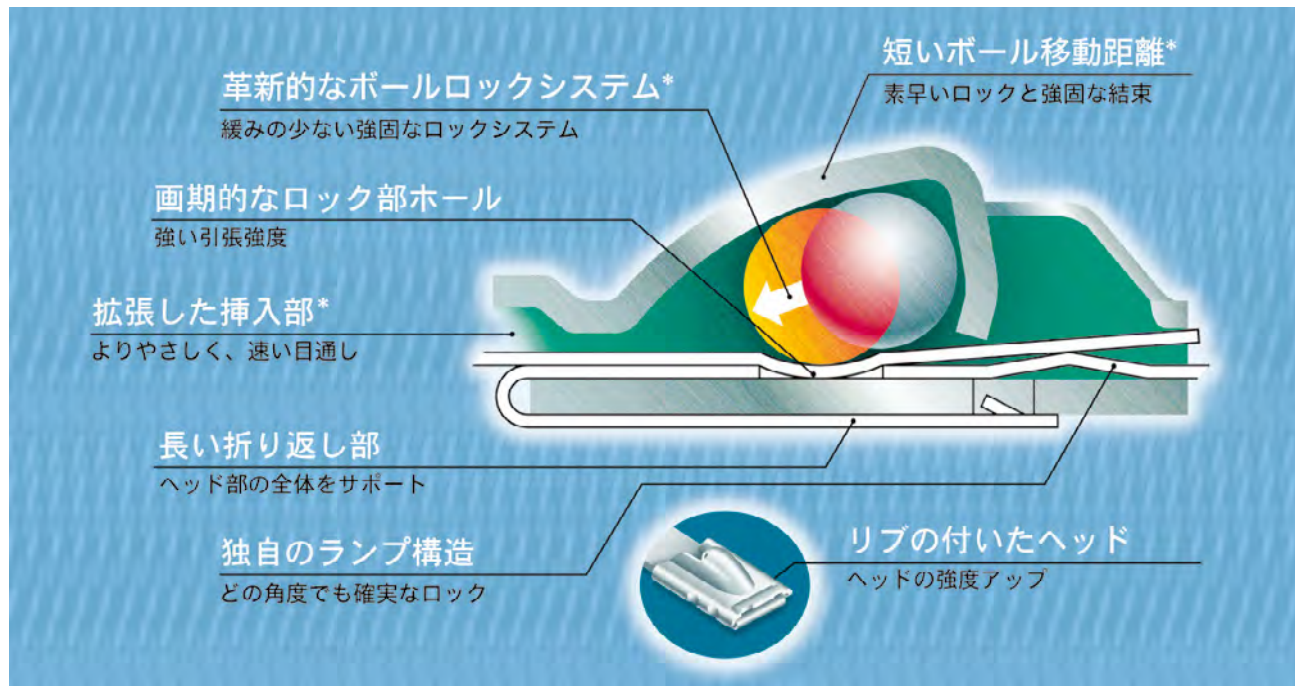 短いボール移動距離*
素早いロックと強固な結束
革新的なボールロックシステム*
緩みの少ない強固なロックシステム
画期的なロック部ホール
強い引張強度
拡張した挿入部*
よりやさしく、速い目通し
長い折り返し部
ヘッド部の全体をサポート
独自のランプ構造
どの角度でも確実なロック
リブの付いたヘッド
ヘッドの強度アップ